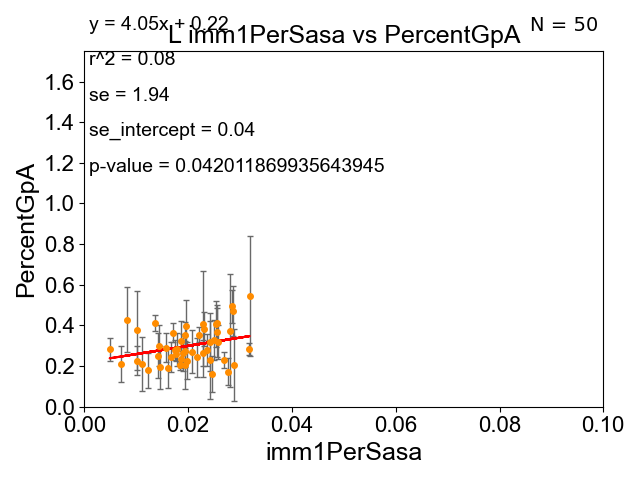 y = 4.05x + 0.22
L imm1PerSasa vs PercentGpA
N = 50
r^2 = 0.08
se = 1.94
se_intercept = 0.04
p-value = 0.042011869935643945
PercentGpA
1.6
1.4
1.2
1.0
0.8
0.6
0.4
0.2
0.0
0.00 0.02 0.04 0.06 0.08 0.10
imm1PerSasa